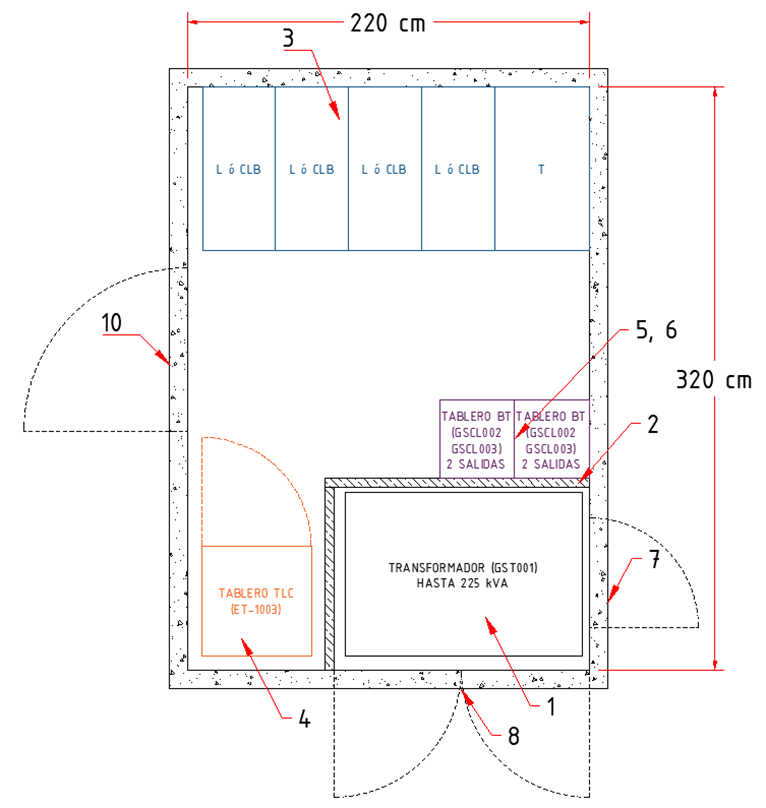 220 cm
3
L ó CLB
L ó CLB
L ó CLB
L ó CLB
T
10
5, 6
320 cm
TABLERO BT
(GSCL002
GSCL003)
2 SALIDAS
TABLERO BT
(GSCL002
GSCL003)
2 SALIDAS
2
TRANSFORMADOR (GST001)
HASTA 225 kVA
7
TABLERO TLC
(ET-1003)
4
1
8